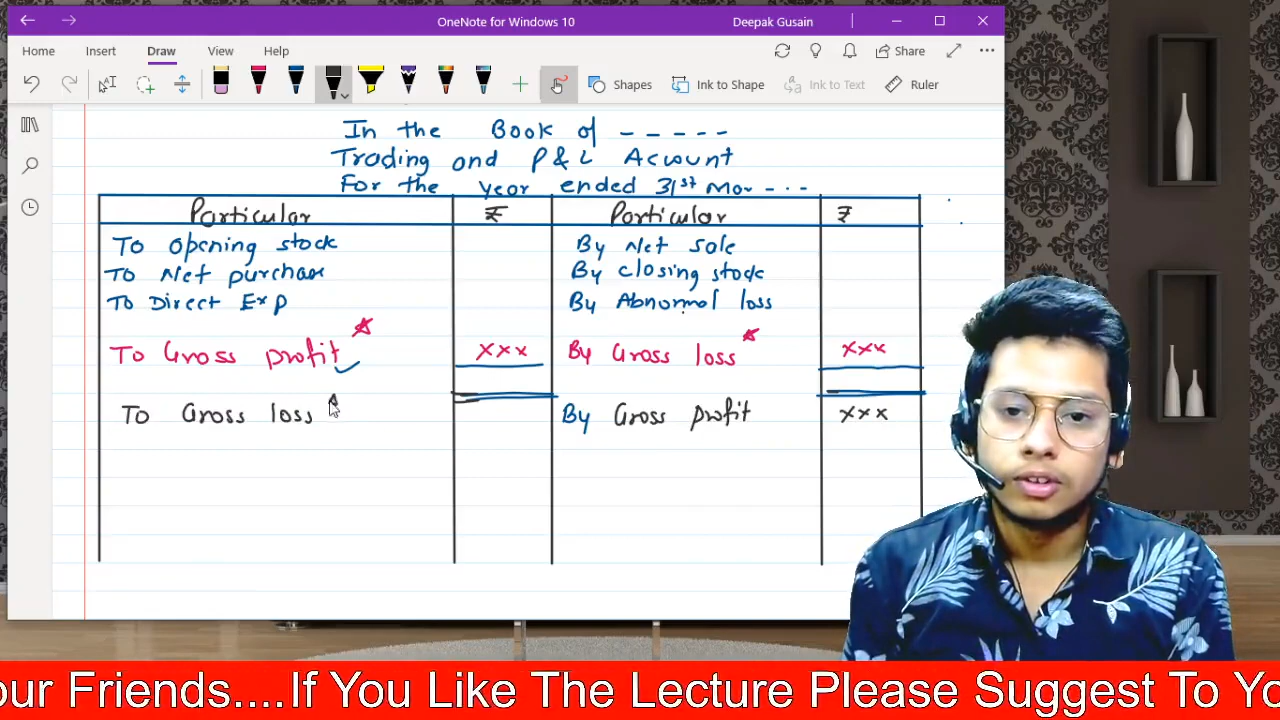 OneNote for Windows 10
Deepak Gusain
Home Insert Draw View Help
Share
Shapes
Ink to Shape
Ink to Text
Ruler
In the Book of -----
Trading and P&L Account
For the year ended 31st Mar ---
Particular ₹ Particular ₹
To Opening stock By Net Sale
To Net purchase By closing stock
To Direct Exp By Abnormal loss
To Gross profit xxx By Gross loss xxx
To Gross loss By Gross profit xxx
our Friends....If You Like The Lecture Please Suggest To Yo